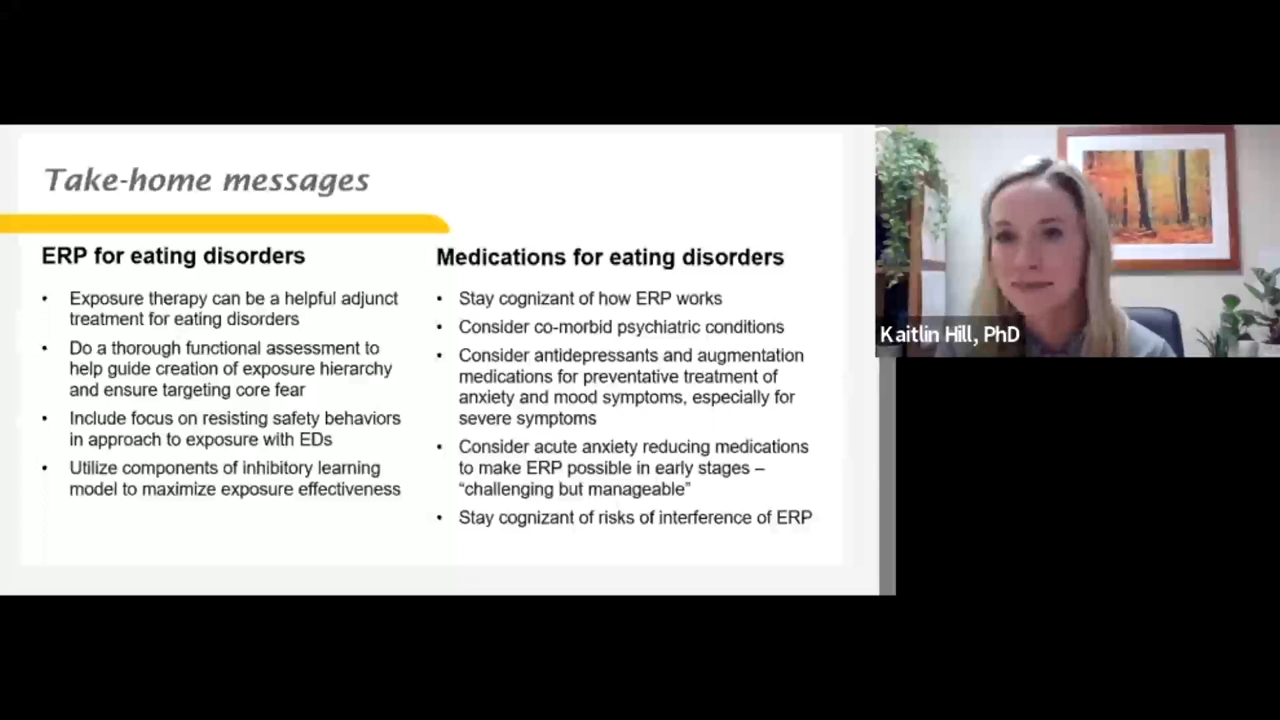 Take-home messages
ERP for eating disorders
• Exposure therapy can be a helpful adjunct
treatment for eating disorders
• Do a thorough functional assessment to
help guide creation of exposure hierarchy
and ensure targeting core fear
• Include focus on resisting safety behaviors
in approach to exposure with EDs
• Utilize components of inhibitory learning
model to maximize exposure effectiveness
Medications for eating disorders
• Stay cognizant of how ERP works
• Consider co-morbid psychiatric conditions
• Consider antidepressants and augmentation
medications for preventative treatment of
anxiety and mood symptoms, especially for
severe symptoms
• Consider acute anxiety reducing medications
to make ERP possible in early stages –
“challenging but manageable”
• Stay cognizant of risks of interference of ERP
Kaitlin Hill, PhD